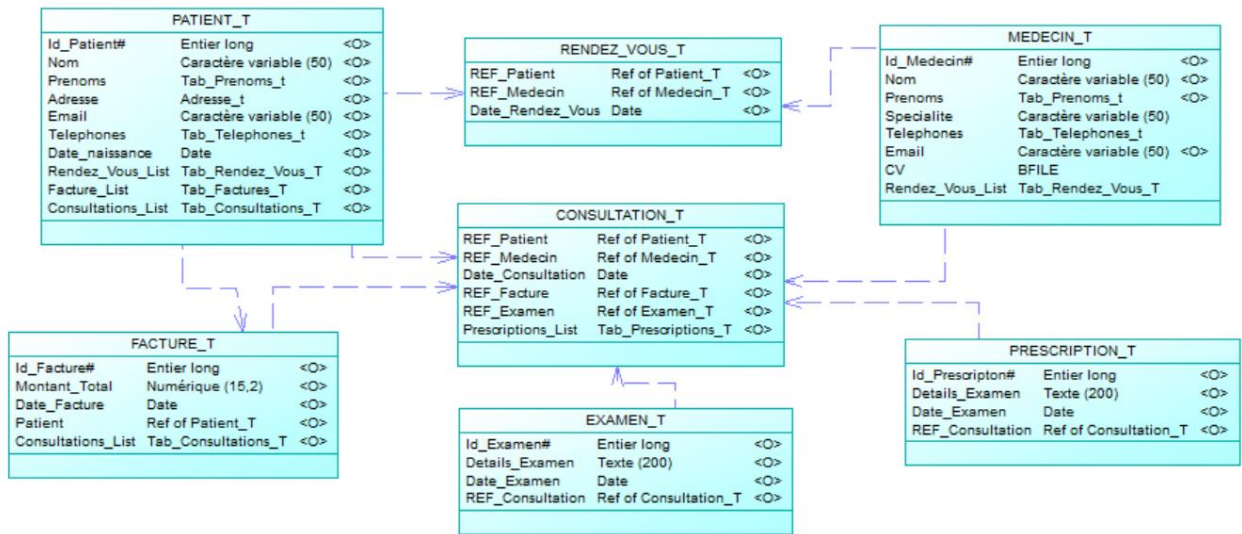 PATIENT_T
Id_Patient# Entier long <O>
Nom Caractère variable (50) <O>
Prenoms Tab_Prenoms_t <O>
Adresse Adresse_t <O>
Email Caractère variable (50) <O>
Telephones Tab_Telephones_t <O>
Date_naissance Date <O>
Rendez_Vous_List Tab_Rendez_Vous_T <O>
Facture_List Tab_Factures_T <O>
Consultations_List Tab_Consultations_T <O>
RENDEZ_VOUS_T
REF_Patient Ref of Patient_T <O>
REF_Medecin Ref of Medecin_T <O>
Date_Rendez_Vous Date <O>
MEDECIN_T
Id_Medecin# Entier long <O>
Nom Caractère variable (50) <O>
Prenoms Tab_Prenoms_t <O>
Specialite Caractère variable (50)
Telephones Tab_Telephones_t
Email Caractère variable (50) <O>
CV BFILE
Rendez_Vous_List Tab_Rendez_Vous_T
CONSULTATION_T
REF_Patient Ref of Patient_T <O>
REF_Medecin Ref of Medecin_T <O>
Date_Consultation Date <O>
REF_Facture Ref of Facture_T <O>
REF_Examen Ref of Examen_T <O>
Prescriptions_List Tab_Prescriptions_T <O>
FACTURE_T
Id_Facture# Entier long <O>
Montant_Total Numérique (15,2) <O>
Date_Facture Date <O>
Patient Ref of Patient_T <O>
Consultations_List Tab_Consultations_T <O>
EXAMEN_T
Id_Examen# Entier long <O>
Details_Examen Texte (200) <O>
Date_Examen Date <O>
REF_Consultation Ref of Consultation_T <O>
PRESCRIPTION_T
Id_Prescripton# Entier long <O>
Details_Examen Texte (200) <O>
Date_Examen Date <O>
REF_Consultation Ref of Consultation_T <O>